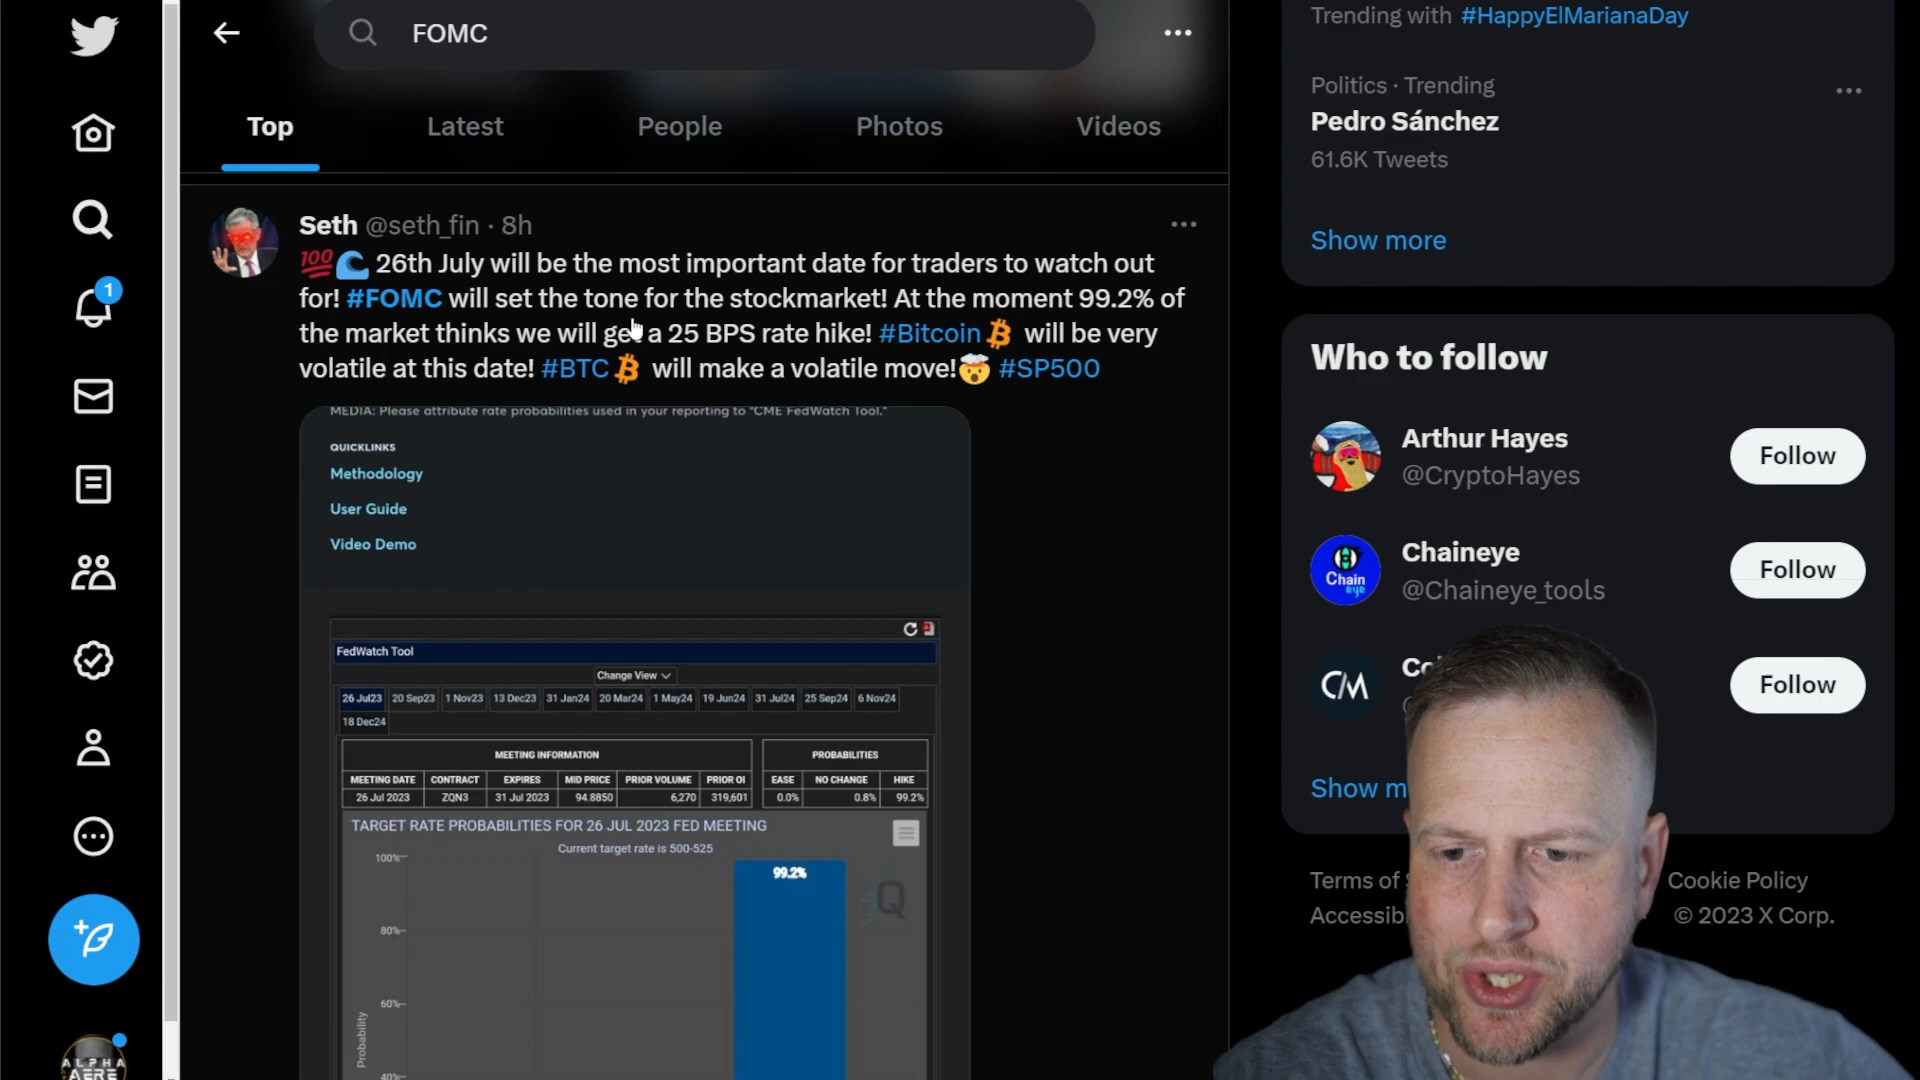 FOMC
Top
Latest
People
Photos
Videos
Seth @seth_fin · 8h
💯🌊 26th July will be the most important date for traders to watch out
for! #FOMC will set the tone for the stockmarket! At the moment 99.2% of
the market thinks we will get a 25 BPS rate hike! #Bitcoin will be very
volatile at this date! #BTC will make a volatile move!🤯 #SP500
MEDIA: Please attribute rate probabilities used in your reporting to "CME FedWatch Tool."
QUICKLINKS
Methodology
User Guide
Video Demo
FedWatch Tool
Change View
26 Jul23 20 Sep23 1 Nov23 13 Dec23 31 Jan24 20 Mar24 1 May24 19 Jun24 31 Jul24 25 Sep24 6 Nov24
18 Dec24
MEETING INFORMATION
PROBABILITIES
MEETING DATE CONTRACT EXPIRES MID PRICE PRIOR VOLUME PRIOR OI EASE NO CHANGE HIKE
26 Jul 2023 ZQN3 31 Jul 2023 94.8850 6,270 319,601 0.0% 0.8% 99.2%
TARGET RATE PROBABILITIES FOR 26 JUL 2023 FED MEETING
Current target rate is 500-525
100%
99.2%
Q
80%
60%
40%
Probability
1
ALPHA
AERE
Trending with #HappyElMarianaDay
Politics · Trending
Pedro Sánchez
61.6K Tweets
Show more
Who to follow
Arthur Hayes
@CryptoHayes
Follow
Chain
eye
Chaineye
@Chaineye_tools
Follow
CM
Follow
Show
Terms of
Cookie Policy
© 2023 X Corp.